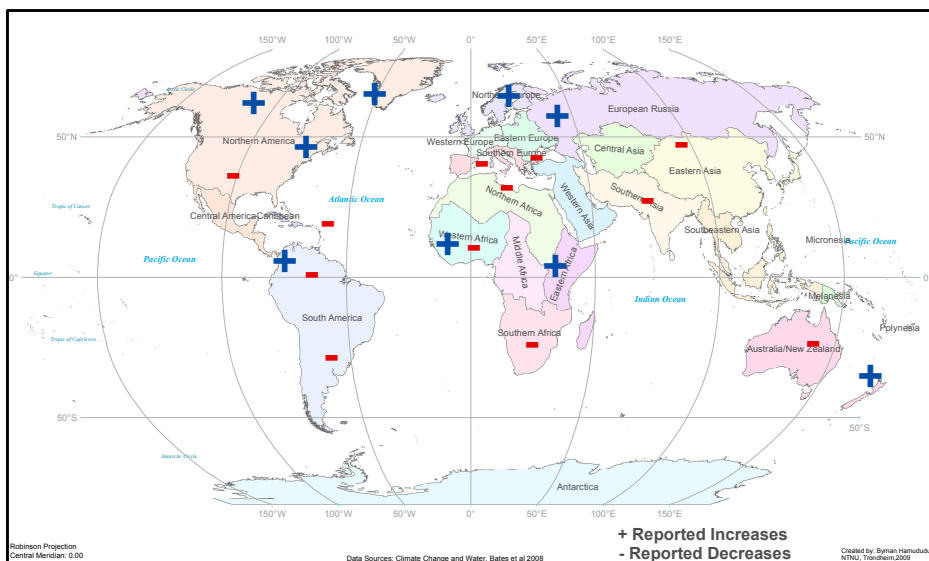 150°W 100°W 50°W 0° 50°E 100°E 150°E
Arctic Circle
Northern Europe
European Russia
50°N
50°N
Northern America
Western Europe
Eastern Europe
Southern Europe
Central Asia
Eastern Asia
Atlantic Ocean
Northern Africa
Western Asia
Southern Asia
Tropic of Cancer
Central America
Caribbean
Southeastern Asia
Western Africa
Middle Africa
Eastern Africa
Micronesia
Pacific Ocean
Pacific Ocean
Equator
0°
0°
Indian Ocean
Melanesia
South America
Southern Africa
Polynesia
Tropic of Capricorn
Australia/New Zealand
50°S
50°S
Antarctic Circle
Antarctica
150°W 100°W 50°W 0° 50°E 100°E 150°E
+ Reported Increases
- Reported Decreases
Robinson Projection
Central Meridian: 0.00
Data Sources: Climate Change and Water, Bates et al 2008
Created by: Byman Hamududu
NTNU, Trondheim,2009